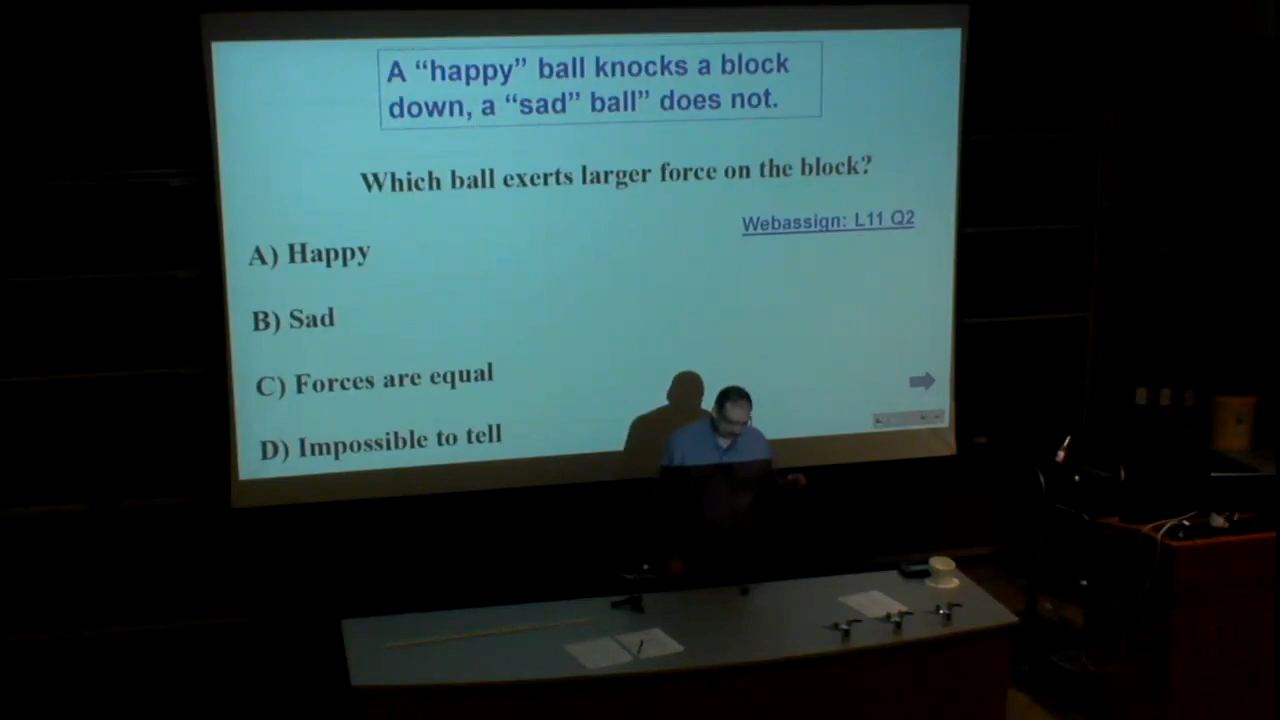 A “happy” ball knocks a block
down, a “sad” ball” does not.
Which ball exerts larger force on the block?
Webassign: L11 Q2
A) Happy
B) Sad
C) Forces are equal
D) Impossible to tell